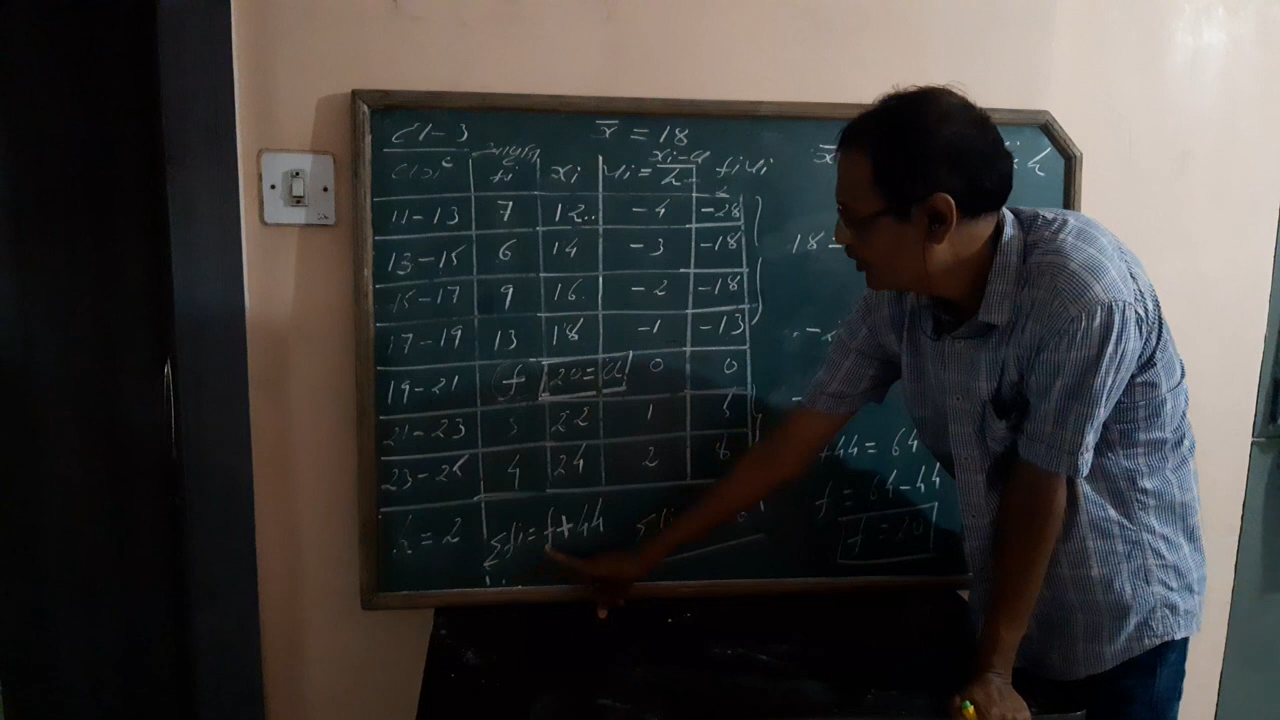 x̄ = 18
fi xi ui = xi-a / h fiui
11-13 7 12.. -4 -28
13-15 6 14 -3 -18
15-17 9 16. -2 -18
17-19 13 18 -1 -13
19-21 f 20=a 0 0
21-23 5 22 1 5
23-25 4 24 2 8
h = 2 Σfi = f+44
x̄ h
18-
+44 = 64
f = 64-44
f = 20